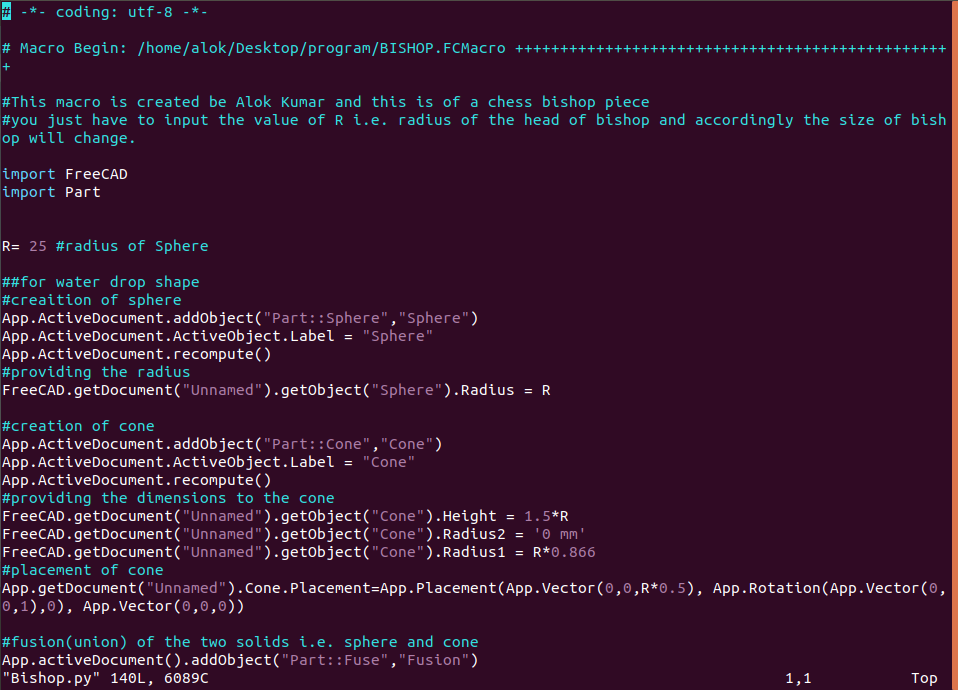 # -*- coding: utf-8 -*-
# Macro Begin: /home/alok/Desktop/program/BISHOP.FCMacro ++++++++++++++++++++++++++++++++++++++++++++++++
+
#This macro is created be Alok Kumar and this is of a chess bishop piece
#you just have to input the value of R i.e. radius of the head of bishop and accordingly the size of bish
op will change.
import FreeCAD
import Part
R= 25 #radius of Sphere
##for water drop shape
#creaition of sphere
App.ActiveDocument.addObject("Part::Sphere","Sphere")
App.ActiveDocument.ActiveObject.Label = "Sphere"
App.ActiveDocument.recompute()
#providing the radius
FreeCAD.getDocument("Unnamed").getObject("Sphere").Radius = R
#creation of cone
App.ActiveDocument.addObject("Part::Cone","Cone")
App.ActiveDocument.ActiveObject.Label = "Cone"
App.ActiveDocument.recompute()
#providing the dimensions to the cone
FreeCAD.getDocument("Unnamed").getObject("Cone").Height = 1.5*R
FreeCAD.getDocument("Unnamed").getObject("Cone").Radius2 = '0 mm'
FreeCAD.getDocument("Unnamed").getObject("Cone").Radius1 = R*0.866
#placement of cone
App.getDocument("Unnamed").Cone.Placement=App.Placement(App.Vector(0,0,R*0.5), App.Rotation(App.Vector(0,
0,1),0), App.Vector(0,0,0))
#fusion(union) of the two solids i.e. sphere and cone
App.activeDocument().addObject("Part::Fuse","Fusion")
"Bishop.py" 140L, 6089C 1,1 Top